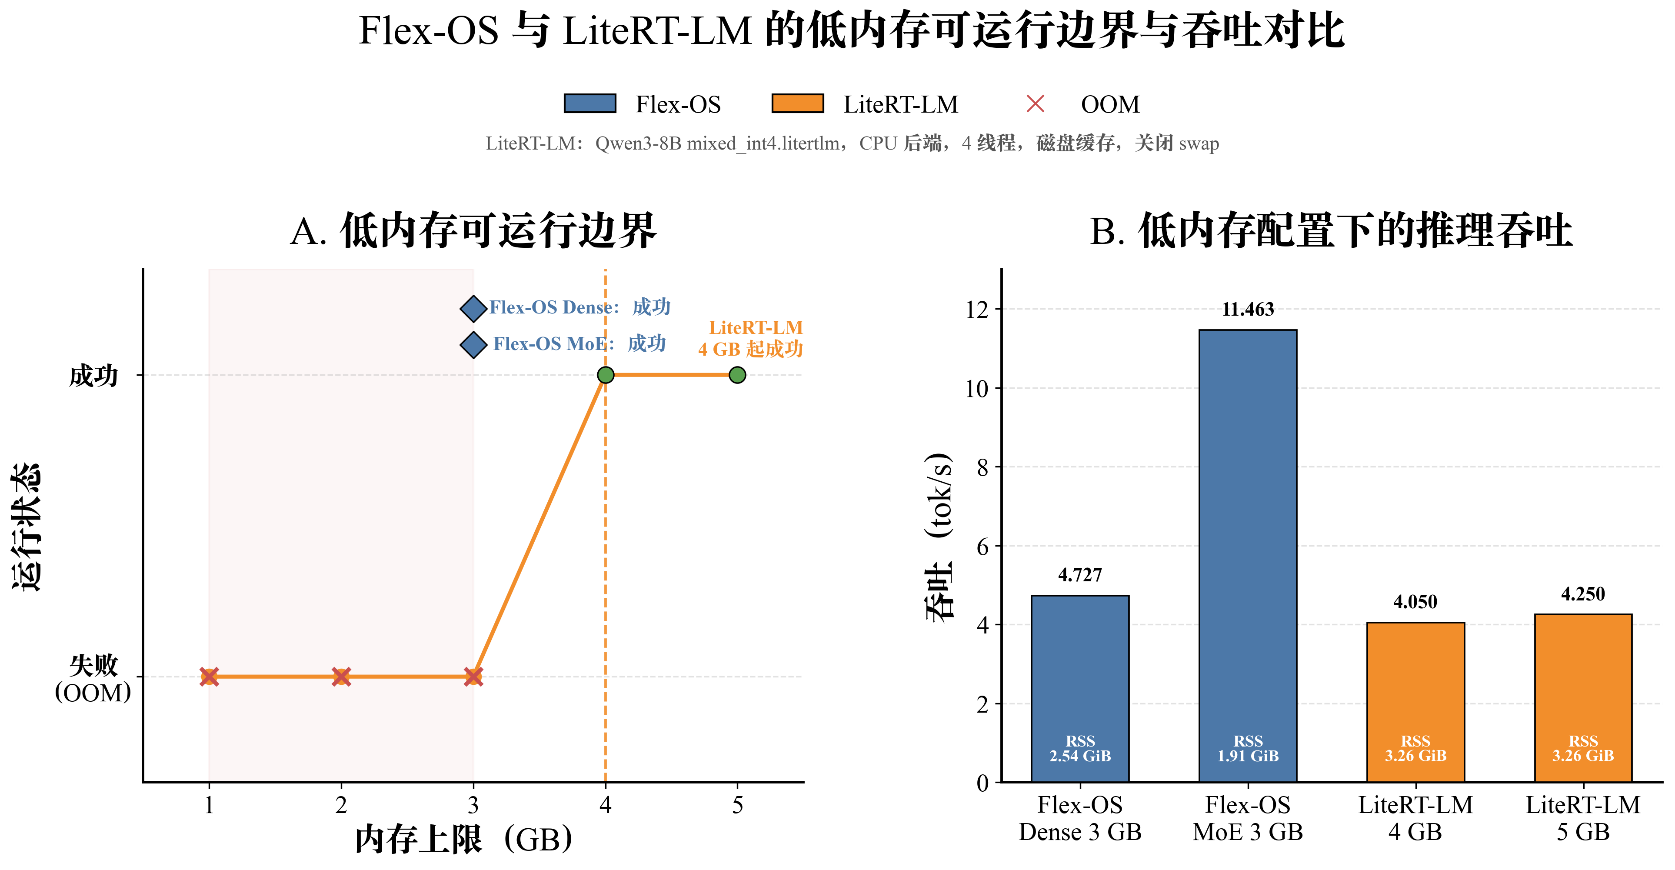 Flex-OS 与 LiteRT-LM 的低内存可运行边界与吞吐对比
Flex-OS
LiteRT-LM
OOM
LiteRT-LM：Qwen3-8B mixed_int4.litertlm，CPU 后端，4 线程，磁盘缓存，关闭 swap
A. 低内存可运行边界
Flex-OS Dense：成功
Flex-OS MoE：成功
LiteRT-LM
4 GB 起成功
成功
失败
(OOM)
运行状态
1
2
3
4
5
内存上限（GB）
B. 低内存配置下的推理吞吐
吞吐（tok/s）
12
10
8
6
4
2
0
4.727
11.463
4.050
4.250
RSS
2.54 GiB
RSS
1.91 GiB
RSS
3.26 GiB
RSS
3.26 GiB
Flex-OS
Dense 3 GB
Flex-OS
MoE 3 GB
LiteRT-LM
4 GB
LiteRT-LM
5 GB